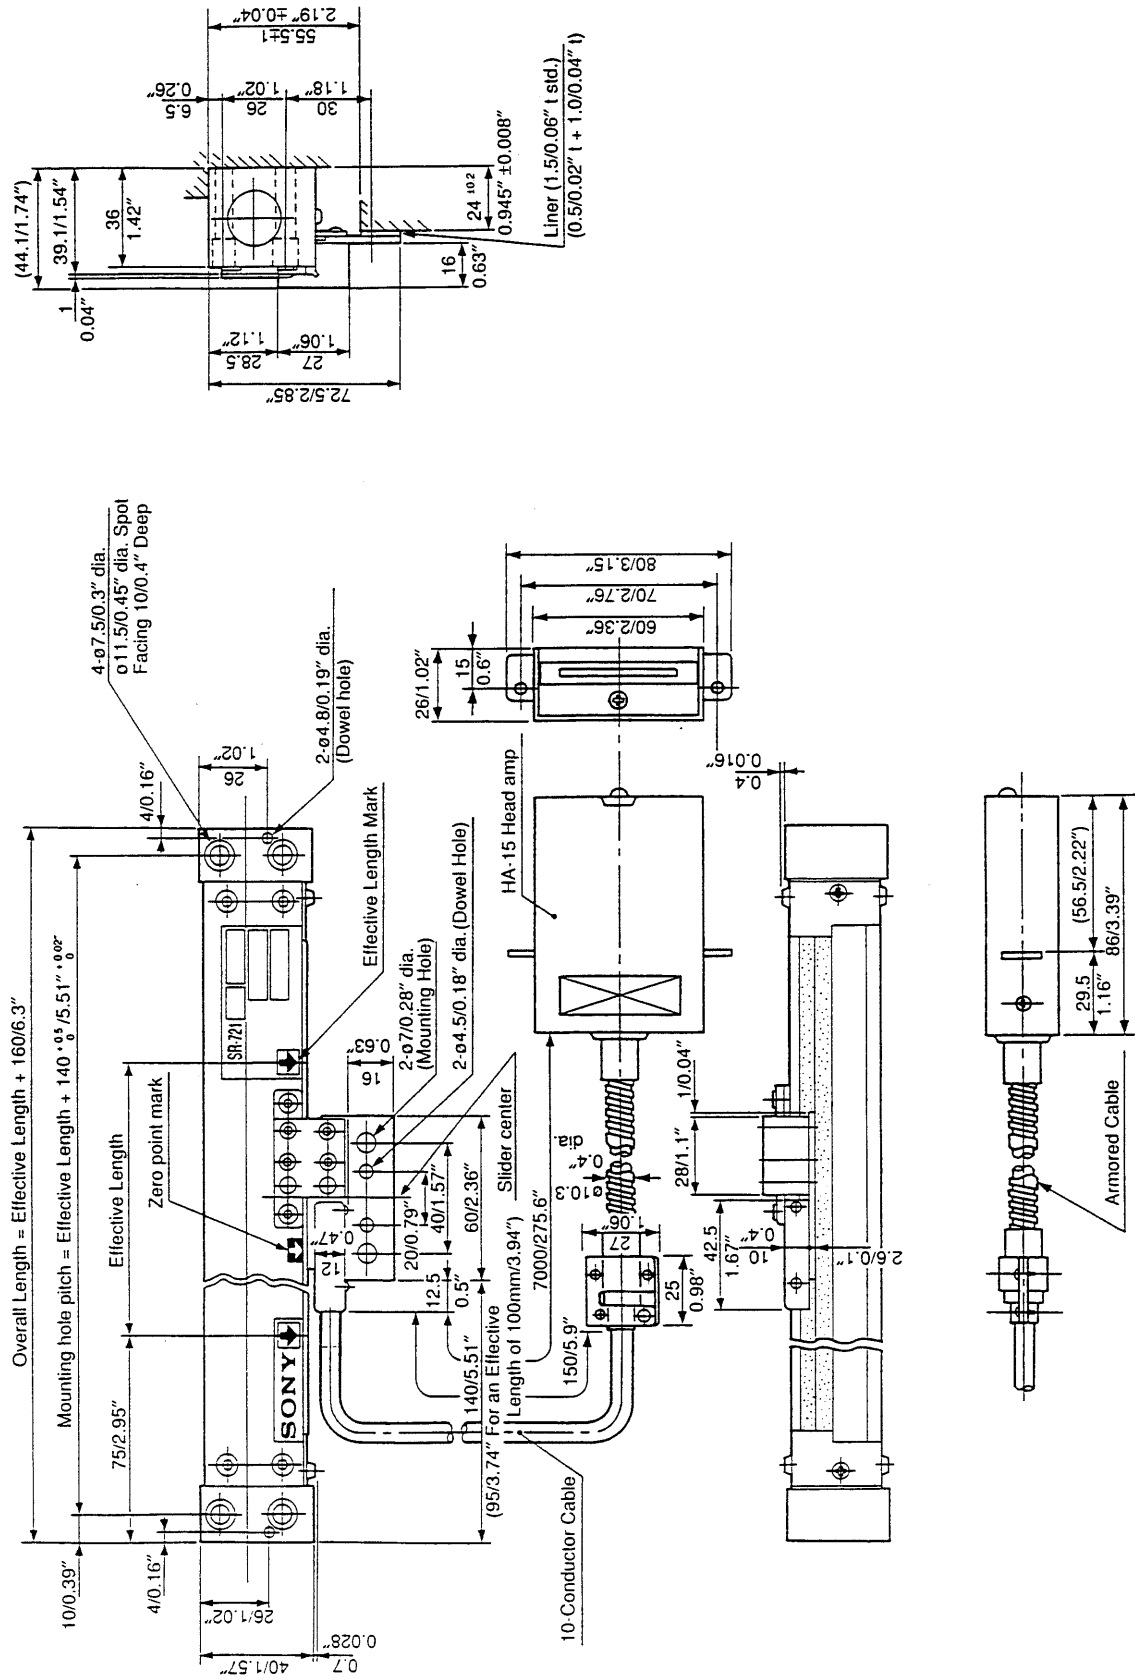 Overall Length = Effective Length + 160/6.3″
Mounting hole pitch = Effective Length + 140 +0.5 0 /5.51″ +0.02″ 0
10/0.39″
75/2.95″
Effective Length
4/0.16″
4/0.16″
Zero point mark
26/1.02″
40/1.57″
0.7
0.028″
26
1.02″
4-ø7.5/0.3″ dia.
ø11.5/0.45″ dia. Spot
Facing 10/0.4″ Deep
2-ø4.8/0.19″ dia.
(Dowel hole)
Effective Length Mark
SONY
SR-721
16
0.63″
2-ø7/0.28″ dia.
(Mounting Hole)
2-ø4.5/0.18″ dia.(Dowel Hole)
Slider center
12
0.47″
20/0.79″
40/1.57″
12.5
0.5″
60/2.36″
140/5.51″
(95/3.74″ For an Effective
Length of 100mm/3.94″)
7000/275.6″
150/5.9″
10-Conductor Cable
27
1.06″
25
0.98″
ø10.3
0.4″
dia.
HA-15 Head amp
26/1.02″
15
0.6″
60/2.36″
70/2.76″
80/3.15″
42.5
1.67″
28/1.1″
1/0.04″
10
0.4″
2.6/0.1″
0.4
0.016″
Armored Cable
29.5
1.16″
(56.5/2.22″)
86/3.39″
(44.1/1.74″)
39.1/1.54″
36
1.42″
1
0.04″
6.5
0.26″
26
1.02″
30
1.18″
55.5±1
2.19″ ±0.04″
28.5
1.12″
27
1.06″
72.5/2.85″
16
0.63″
24 ±0.2
0.945″ ±0.008″
Liner (1.5/0.06″ t std.)
(0.5/0.02″ t + 1.0/0.04″ t)